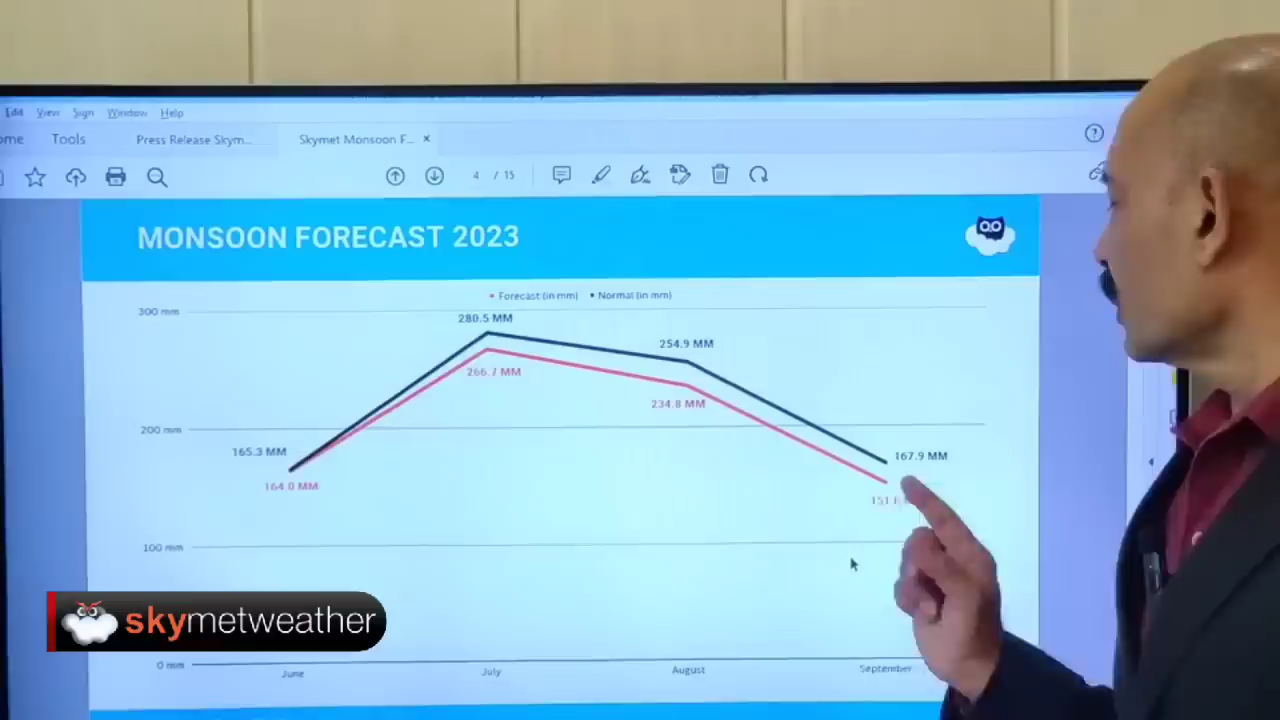 Edit View Sign Window Help
ome Tools Press Release Skym... Skymet Monsoon F... ×
4 / 15
MONSOON FORECAST 2023
Forecast (in mm) Normal (in mm)
300 mm
280.5 MM
254.9 MM
266.7 MM
234.8 MM
200 mm
165.3 MM
167.9 MM
164.0 MM
100 mm
skymetweather
0 mm
June July August September